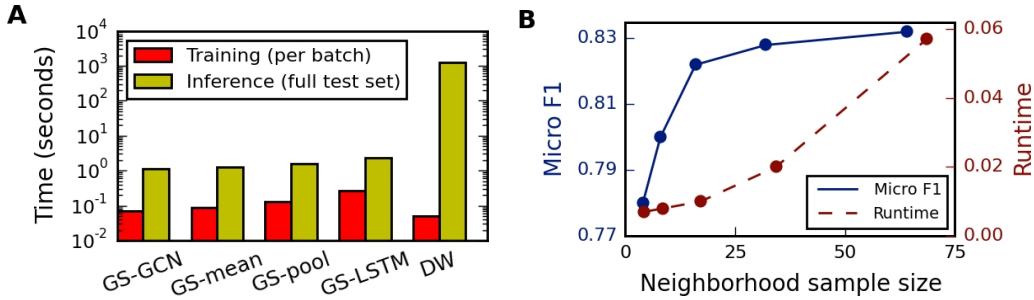 A
Time (seconds)
10^4
10^3
10^2
10^1
10^0
10^-1
10^-2
Training (per batch)
Inference (full test set)
GS-GCN
GS-mean
GS-pool
GS-LSTM
DW
B
Micro F1
0.83
0.81
0.79
0.77
0.06
0.04
0.02
0.00
Runtime
Micro F1
Runtime
0
25
50
75
Neighborhood sample size